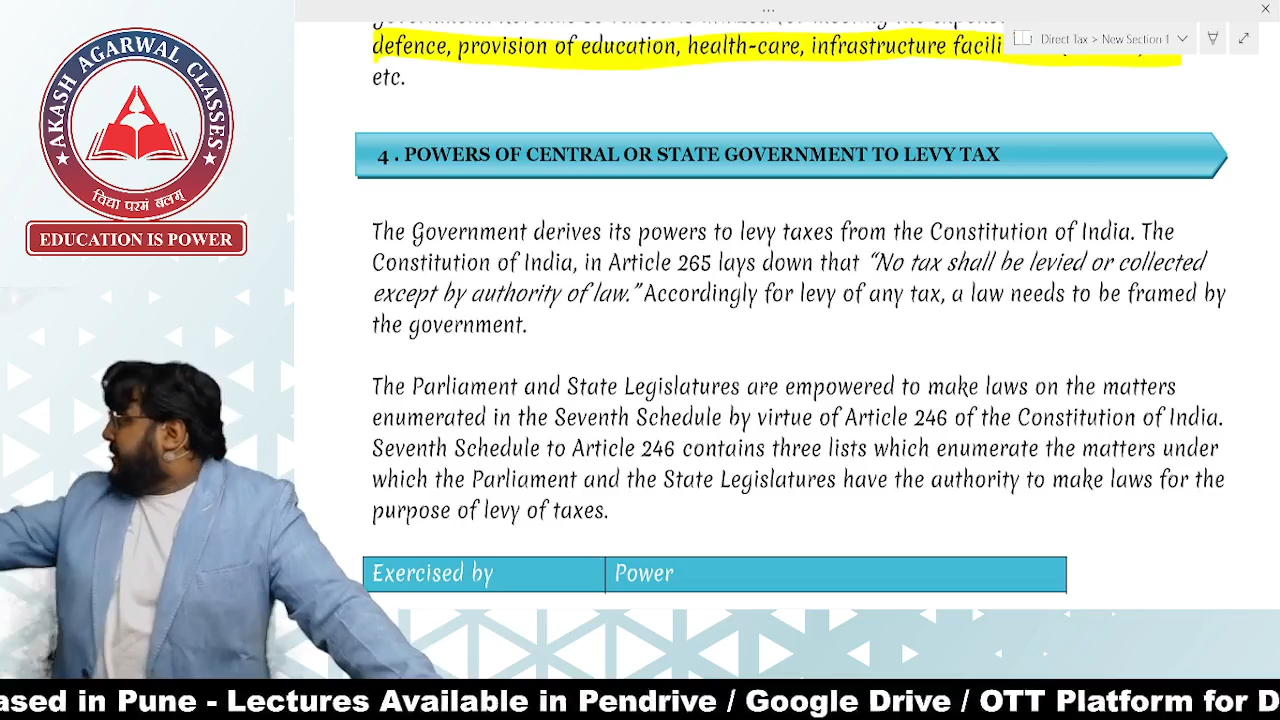 AKASH AGARWAL CLASSES
विद्या परमं बलम्
EDUCATION IS POWER
defence, provision of education, health-care, infrastructure facili
etc.
Direct Tax > New Section 1
4 . POWERS OF CENTRAL OR STATE GOVERNMENT TO LEVY TAX
The Government derives its powers to levy taxes from the Constitution of India. The
Constitution of India, in Article 265 lays down that “No tax shall be levied or collected
except by authority of law.” Accordingly for levy of any tax, a law needs to be framed by
the government.
The Parliament and State Legislatures are empowered to make laws on the matters
enumerated in the Seventh Schedule by virtue of Article 246 of the Constitution of India.
Seventh Schedule to Article 246 contains three lists which enumerate the matters under
which the Parliament and the State Legislatures have the authority to make laws for the
purpose of levy of taxes.
Exercised by Power
ased in Pune - Lectures Available in Pendrive / Google Drive / OTT Platform for D